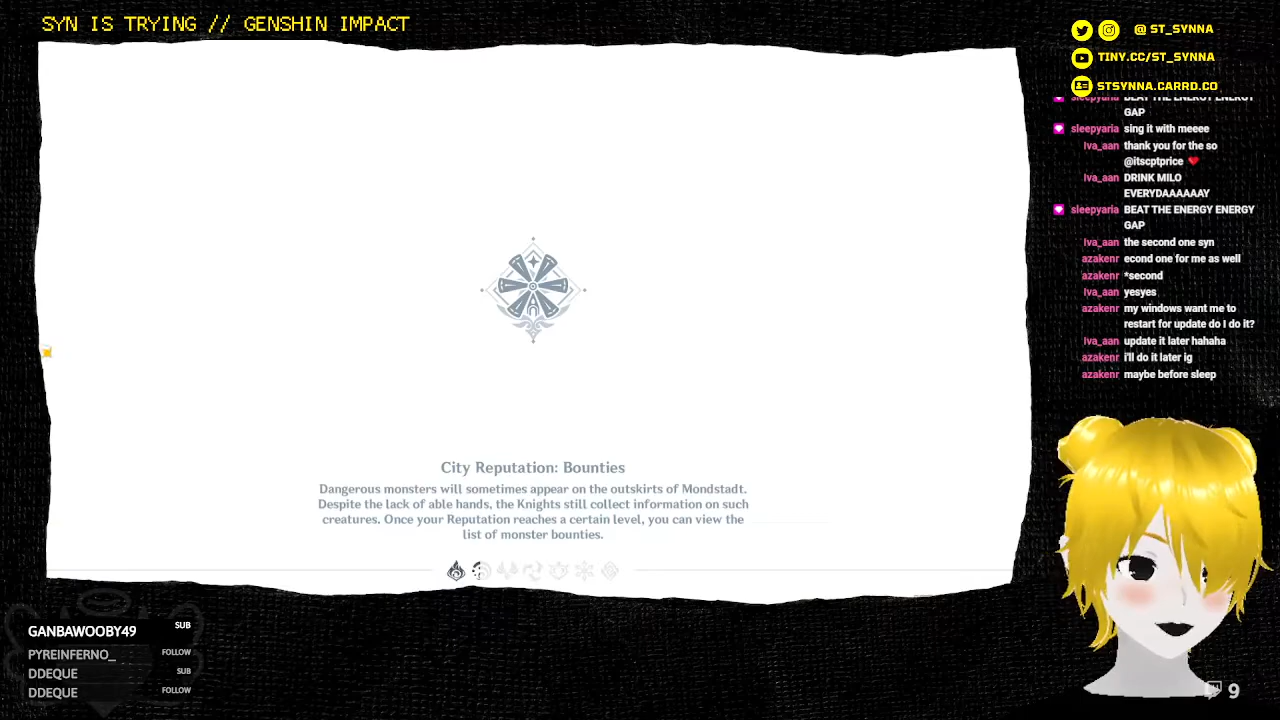 SYN IS TRYING // GENSHIN IMPACT
@ ST_SYNNA
TINY.CC/ST_SYNNA
STSYNNA.CARRD.CO
sleepyaria BEAT THE ENERGY ENERGY
GAP
sleepyaria sing it with meeee
lva_aan thank you for the so
@itscptprice
lva_aan DRINK MILO
EVERYDAAAAAAY
sleepyaria BEAT THE ENERGY ENERGY
GAP
lva_aan the second one syn
azakenr econd one for me as well
azakenr *second
lva_aan yesyes
azakenr my windows want me to
restart for update do I do it?
lva_aan update it later hahaha
azakenr i'll do it later ig
azakenr maybe before sleep
City Reputation: Bounties
Dangerous monsters will sometimes appear on the outskirts of Mondstadt.
Despite the lack of able hands, the Knights still collect information on such
creatures. Once your Reputation reaches a certain level, you can view the
list of monster bounties.
GANBAWOOBY49 SUB
PYREINFERNO_ FOLLOW
DDEQUE SUB
DDEQUE FOLLOW
9